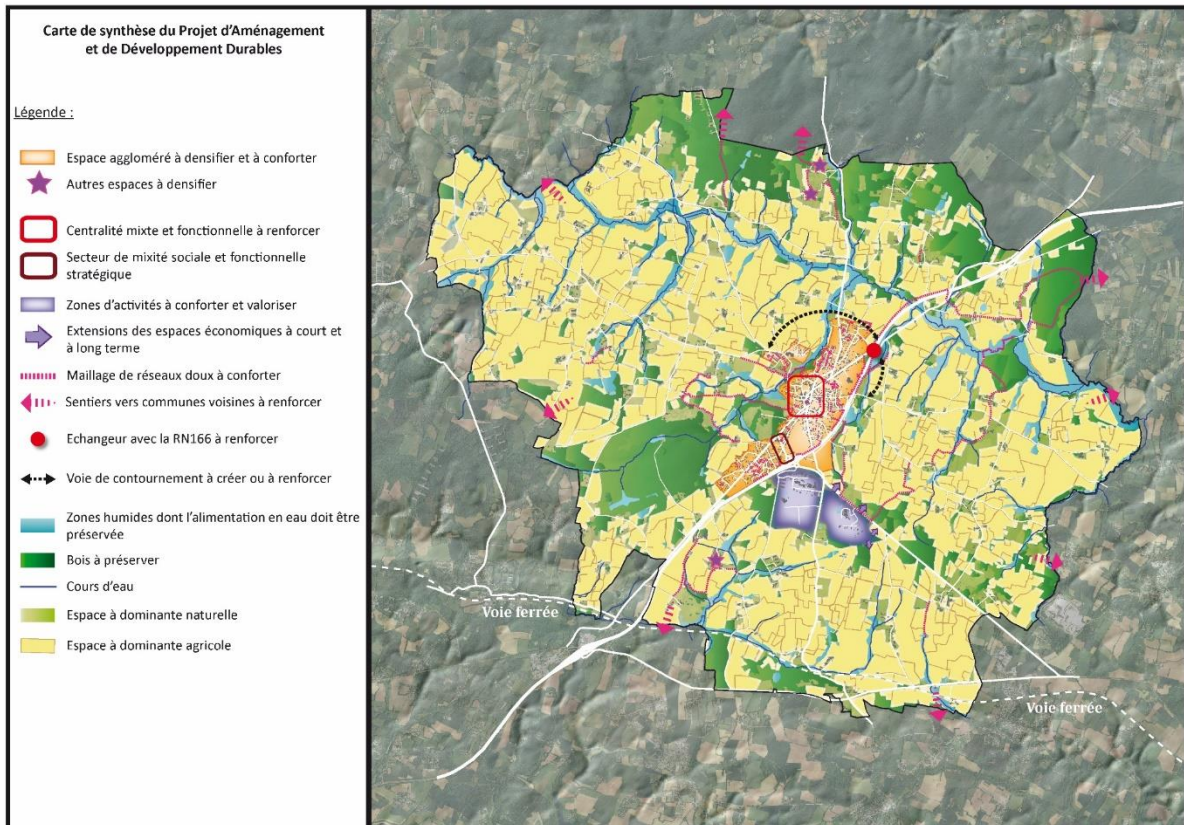 Carte de synthèse du Projet d'Aménagement
et de Développement Durables
Légende :
Espace aggloméré à densifier et à conforter
Autres espaces à densifier
Centralité mixte et fonctionnelle à renforcer
Secteur de mixité sociale et fonctionnelle
stratégique
Zones d'activités à conforter et valoriser
Extensions des espaces économiques à court et
à long terme
Maillage de réseaux doux à conforter
Sentiers vers communes voisines à renforcer
Echangeur avec la RN166 à renforcer
Voie de contournement à créer ou à renforcer
Zones humides dont l'alimentation en eau doit être
préservée
Bois à préserver
Cours d'eau
Espace à dominante naturelle
Espace à dominante agricole
Voie ferrée
Voie ferrée